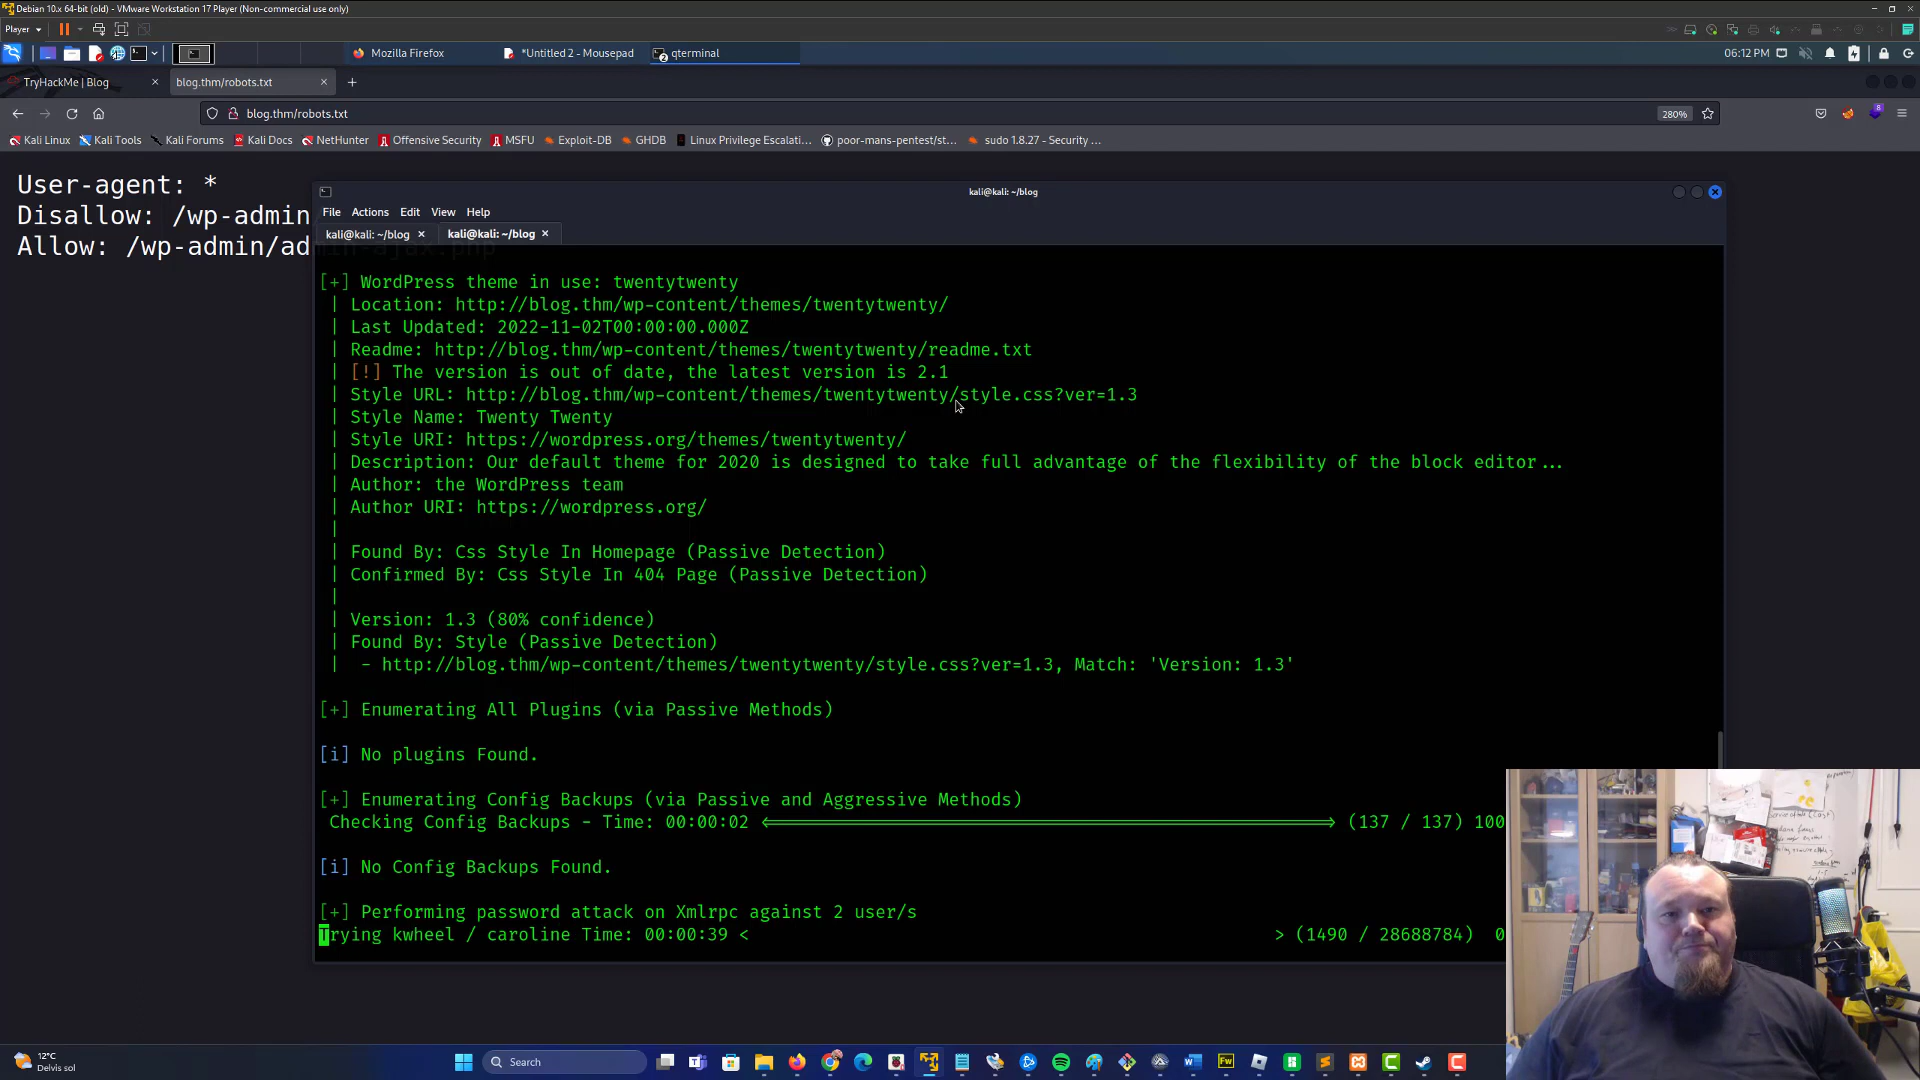 Debian 10.x 64-bit (old) - VMware Workstation 17 Player (Non-commercial use only)
Player
Mozilla Firefox
*Untitled 2 - Mousepad
qterminal
06:12 PM
TryHackMe | Blog
blog.thm/robots.txt
blog.thm/robots.txt
280%
8
Kali Linux
Kali Tools
Kali Forums
Kali Docs
NetHunter
Offensive Security
MSFU
Exploit-DB
GHDB
Linux Privilege Escalati...
poor-mans-pentest/st...
sudo 1.8.27 - Security ...
User-agent: *
Disallow: /wp-admin
Allow: /wp-admin/admin-ajax.php
kali@kali: ~/blog
File Actions Edit View Help
kali@kali: ~/blog
kali@kali: ~/blog
[+] WordPress theme in use: twentytwenty
| Location: http://blog.thm/wp-content/themes/twentytwenty/
| Last Updated: 2022-11-02T00:00:00.000Z
| Readme: http://blog.thm/wp-content/themes/twentytwenty/readme.txt
| [!] The version is out of date, the latest version is 2.1
| Style URL: http://blog.thm/wp-content/themes/twentytwenty/style.css?ver=1.3
| Style Name: Twenty Twenty
| Style URI: https://wordpress.org/themes/twentytwenty/
| Description: Our default theme for 2020 is designed to take full advantage of the flexibility of the block editor...
| Author: the WordPress team
| Author URI: https://wordpress.org/
|
| Found By: Css Style In Homepage (Passive Detection)
| Confirmed By: Css Style In 404 Page (Passive Detection)
|
| Version: 1.3 (80% confidence)
| Found By: Style (Passive Detection)
| - http://blog.thm/wp-content/themes/twentytwenty/style.css?ver=1.3, Match: 'Version: 1.3'
[+] Enumerating All Plugins (via Passive Methods)
[i] No plugins Found.
[+] Enumerating Config Backups (via Passive and Aggressive Methods)
Checking Config Backups - Time: 00:00:02 <==================================> (137 / 137) 100
[i] No Config Backups Found.
[+] Performing password attack on Xmlrpc against 2 user/s
Trying kwheel / caroline Time: 00:00:39 < > (1490 / 28688784) 0
12°C
Delvis sol
Search